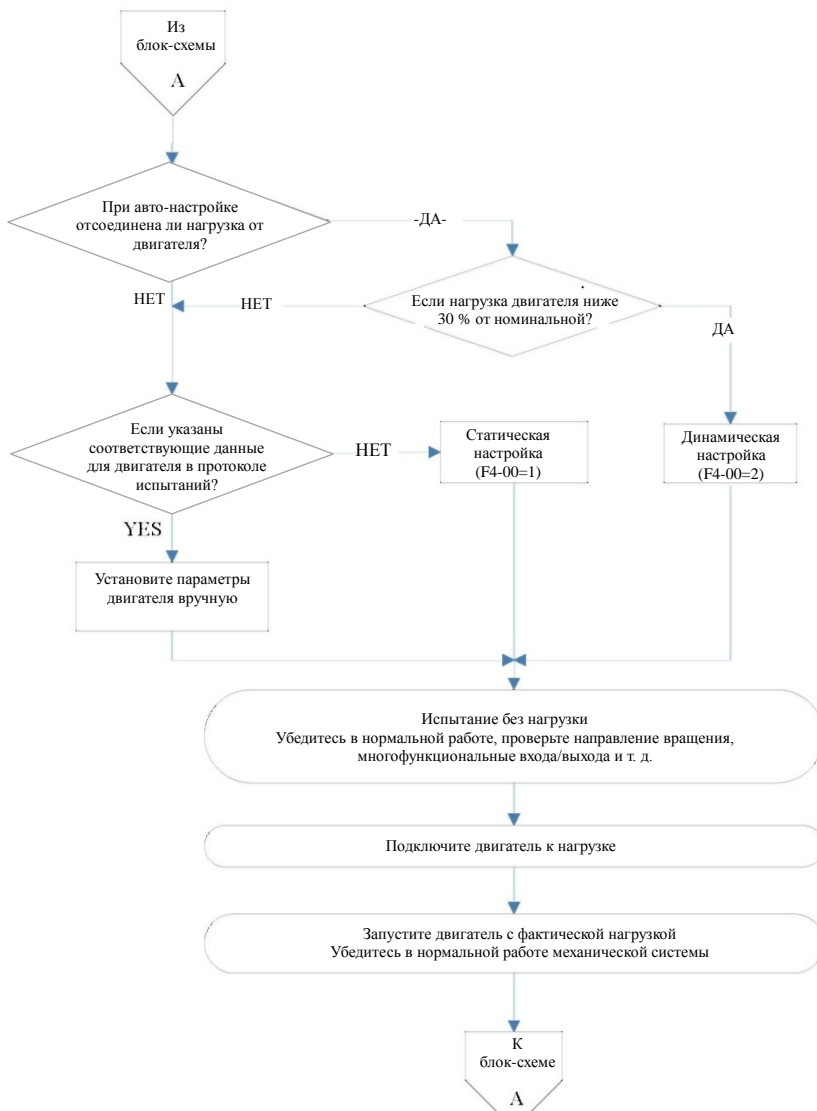 Из
блок-схемы
А
При авто-настройке
отсоединена ли нагрузка от
двигателя?
-ДА-
НЕТ
НЕТ
Если нагрузка двигателя ниже
30 % от номинальной?
ДА
Если указаны
соответствующие данные
для двигателя в протоколе
испытаний?
НЕТ
Статическая
настройка
(F4-00=1)
Динамическая
настройка
(F4-00=2)
YES
Установите параметры
двигателя вручную
Испытание без нагрузки
Убедитесь в нормальной работе, проверьте направление вращения,
многофункциональные входа/выхода и т. д.
Подключите двигатель к нагрузке
Запустите двигатель с фактической нагрузкой
Убедитесь в нормальной работе механической системы
К
блок-схеме
А